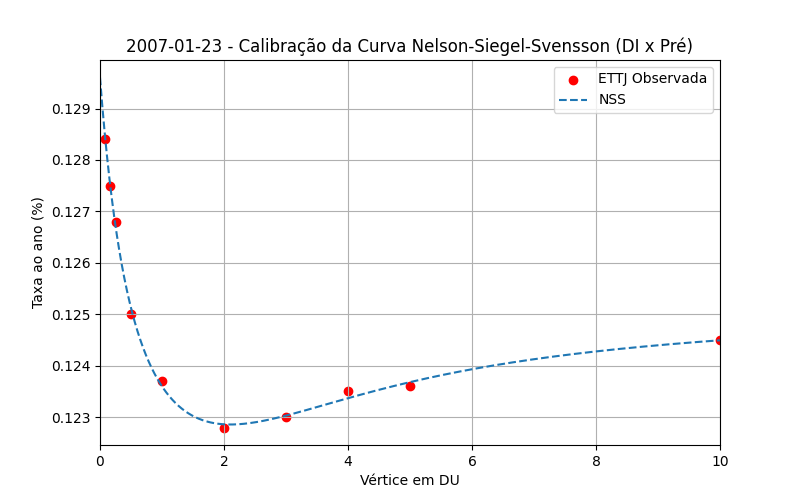 2007-01-23 - Calibração da Curva Nelson-Siegel-Svensson (DI x Pré)
ETTJ Observada
NSS
0.129
0.128
0.127
0.126
0.125
0.124
0.123
Taxa ao ano (%)
0 2 4 6 8 10
Vértice em DU